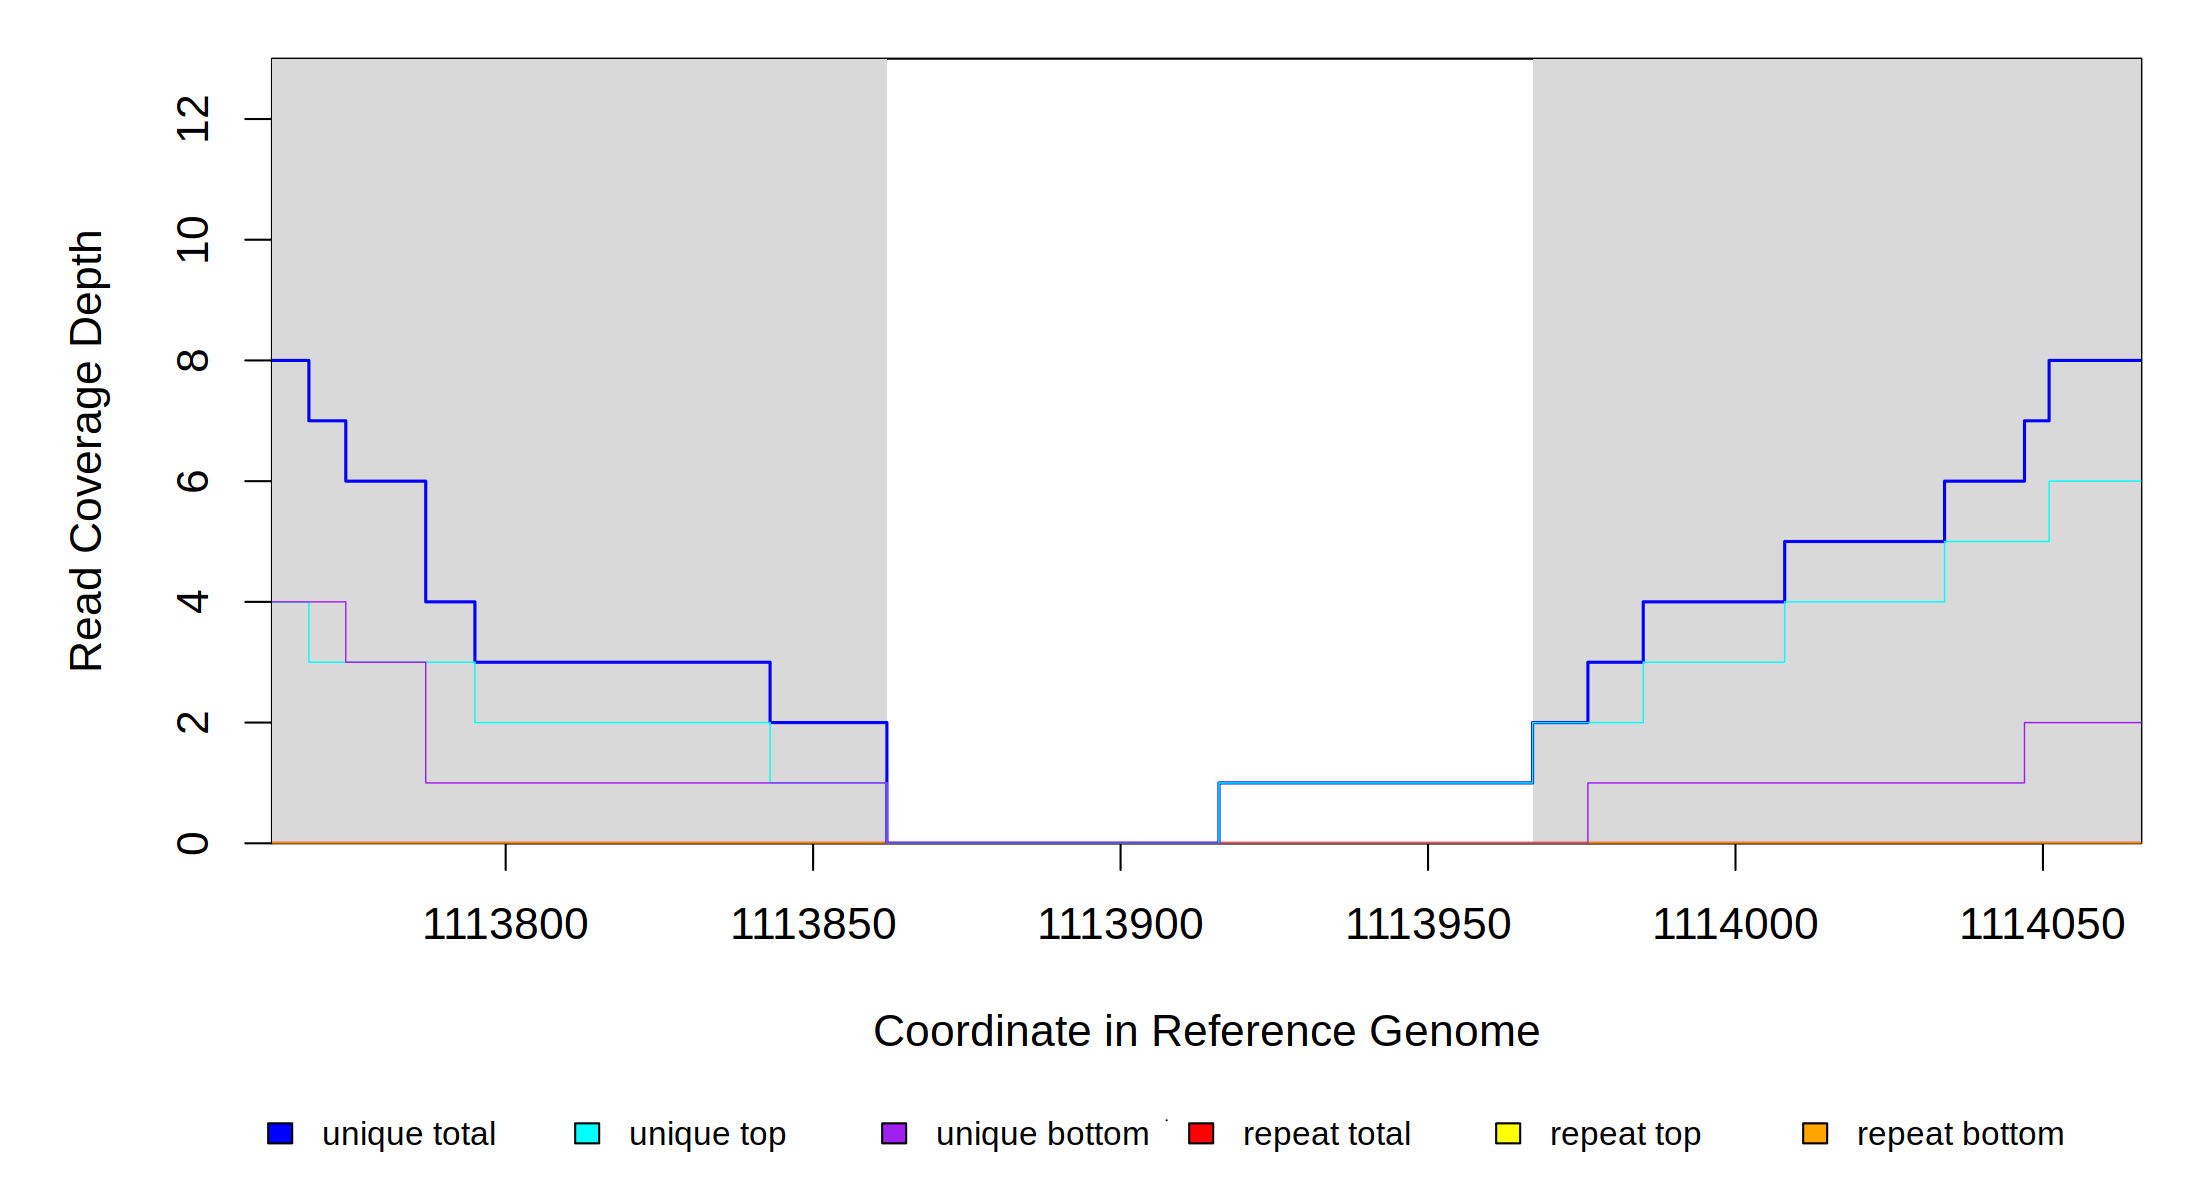 Read Coverage Depth
12
10
8
6
4
2
0
1113800 1113850 1113900 1113950 1114000 1114050
Coordinate in Reference Genome
unique total unique top unique bottom repeat total repeat top repeat bottom